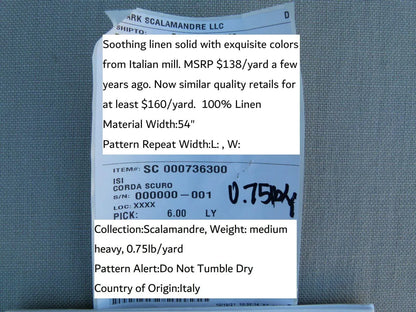 ARK SCALAMANDRE LLC D
SHIPTO:
Soothing linen solid with exquisite colors
from Italian mill. MSRP $138/yard a few
years ago. Now similar quality retails for
at least $160/yard. 100% Linen
Material Width:54"
Pattern Repeat Width:L: , W:
ITEM#: SC 000736300
ISI
CORDA SCURO
S/N: 000000-001
LOC: XXXX
PICK: 6.00 LY
0.75lb/y
Collection:Scalamandre, Weight: medium
heavy, 0.75lb/yard
Pattern Alert:Do Not Tumble Dry
Country of Origin:Italy